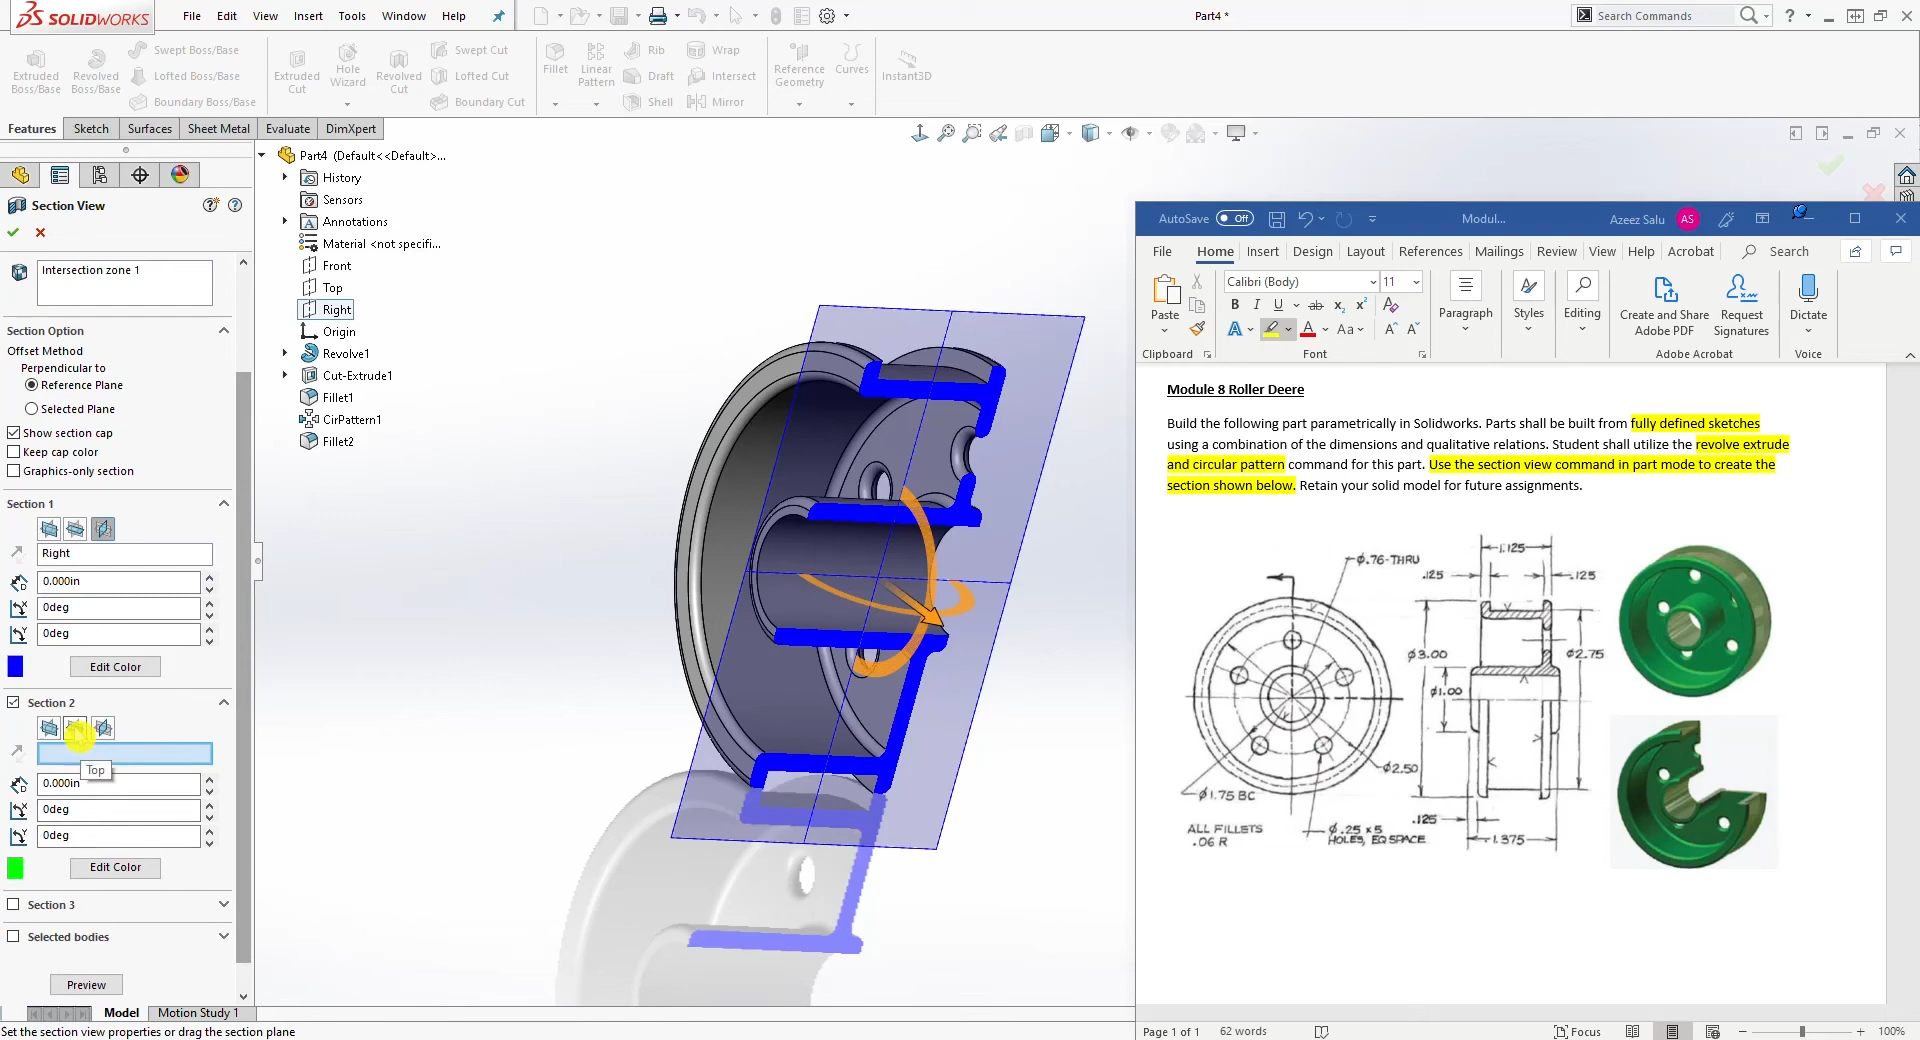 SOLIDWORKS
File Edit View Insert Tools Window Help
Part4 *
Search Commands
Extruded Boss/Base
Revolved Boss/Base
Swept Boss/Base
Lofted Boss/Base
Boundary Boss/Base
Extruded Cut
Hole Wizard
Revolved Cut
Swept Cut
Lofted Cut
Boundary Cut
Fillet
Linear Pattern
Rib
Draft
Shell
Wrap
Intersect
Mirror
Reference Geometry
Curves
Instant3D
Features Sketch Surfaces Sheet Metal Evaluate DimXpert
Section View
Intersection zone 1
Section Option
Offset Method
Perpendicular to
Reference Plane
Selected Plane
Show section cap
Keep cap color
Graphics-only section
Section 1
Right
0.000in
0deg
0deg
Edit Color
Section 2
Top
0.000in
0deg
0deg
Edit Color
Section 3
Selected bodies
Preview
Model Motion Study 1
Set the section view properties or drag the section plane
Part4 (Default<<Default>...
History
Sensors
Annotations
Material <not specifi...
Front
Top
Right
Origin
Revolve1
Cut-Extrude1
Fillet1
CirPattern1
Fillet2
AutoSave Off Modul... Azeez Salu AS
File Home Insert Design Layout References Mailings Review View Help Acrobat Search
Paste
Clipboard
Calibri (Body) 11
B I U ab x₂ x²
A A Aa A A
Font
Paragraph
Styles
Editing
Create and Share Adobe PDF
Request Signatures
Adobe Acrobat
Dictate
Voice
Module 8 Roller Deere
Build the following part parametrically in Solidworks. Parts shall be built from fully defined sketches
using a combination of the dimensions and qualitative relations. Student shall utilize the revolve extrude
and circular pattern command for this part. Use the section view command in part mode to create the
section shown below. Retain your solid model for future assignments.
Ø.76-THRU
1.125
.125 .125
Ø3.00
Ø2.75
Ø1.00
Ø2.50
Ø1.75 BC
ALL FILLETS
.06 R
Ø.25 x 5
HOLES, EQ SPACE
.125
1.375
Page 1 of 1 62 words Focus 100%